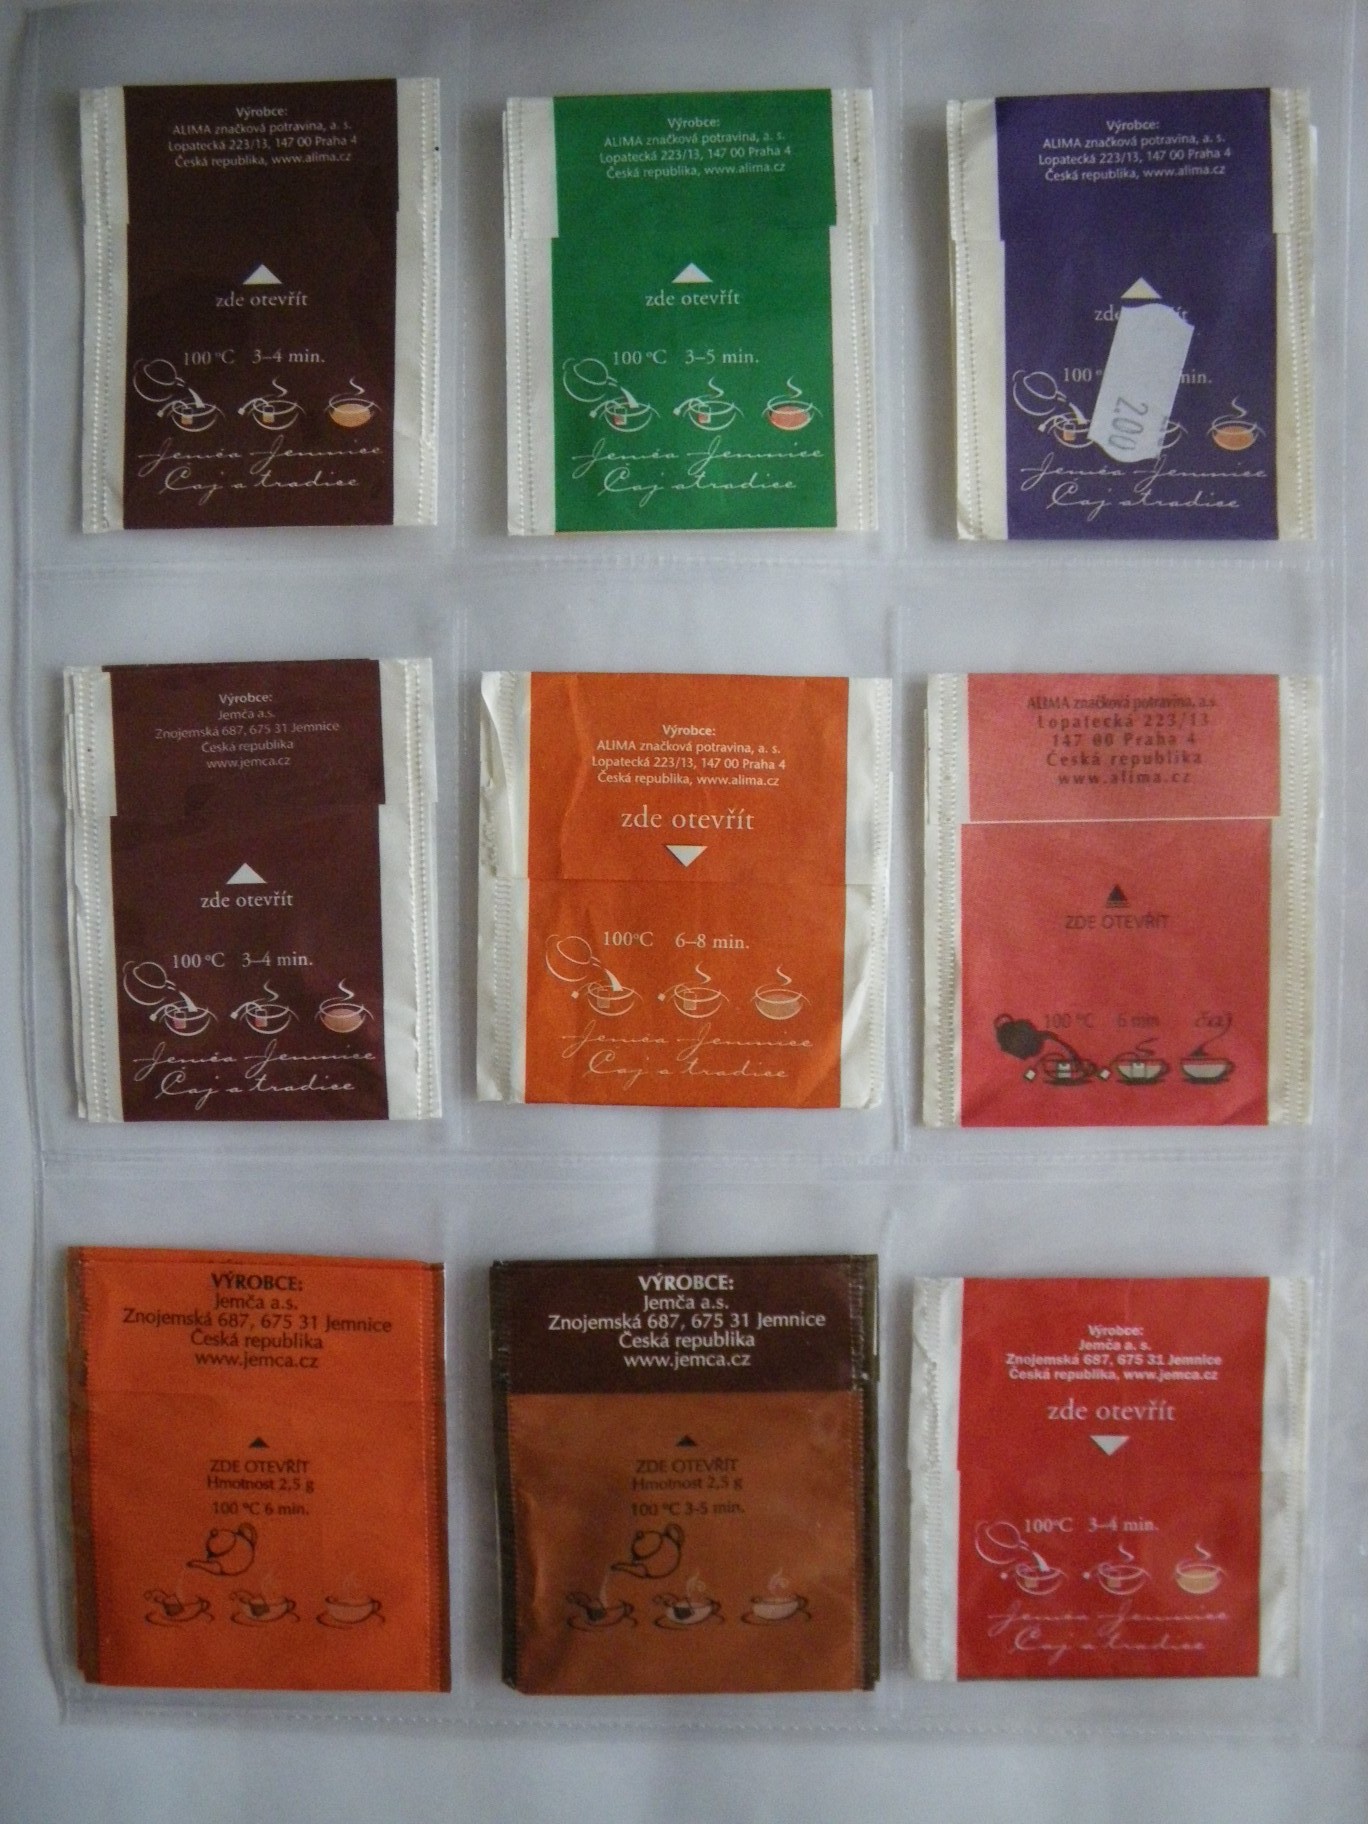 Výrobce:
ALIMA značková potravina, a. s.
Lopatecká 223/13, 147 00 Praha 4
Česká republika, www.alima.cz
zde otevřít
100 °C 3–4 min.
Jemča Jemnice
Čaj a tradice
Výrobce:
ALIMA značková potravina, a. s.
Lopatecká 223/13, 147 00 Praha 4
Česká republika, www.alima.cz
zde otevřít
100 °C 3–5 min.
Jemča Jemnice
Čaj a tradice
Výrobce:
ALIMA značková potravina, a. s.
Lopatecká 223/13, 147 00 Praha 4
Česká republika, www.alima.cz
zde
100 min.
2,00
Jemča Jemnice
Čaj a tradice
Výrobce:
Jemča a.s.
Znojemská 687, 675 31 Jemnice
Česká republika
www.jemca.cz
zde otevřít
100 °C 3–4 min.
Jemča Jemnice
Čaj a tradice
Výrobce:
ALIMA značková potravina, a. s.
Lopatecká 223/13, 147 00 Praha 4
Česká republika, www.alima.cz
zde otevřít
100°C 6–8 min.
Jemča Jemnice
Čaj a tradice
ALIMA značková potravina, a.s.
Lopatecká 223/13
147 00 Praha 4
Česká republika
www.alima.cz
ZDE OTEVŘÍT
100 °C 6 min čaj
VÝROBCE:
Jemča a.s.
Znojemská 687, 675 31 Jemnice
Česká republika
www.jemca.cz
ZDE OTEVŘÍT
Hmotnost 2,5 g
100 °C 6 min.
VÝROBCE:
Jemča a.s.
Znojemská 687, 675 31 Jemnice
Česká republika
www.jemca.cz
ZDE OTEVŘÍT
Hmotnost 2,5 g
100 °C 3-5 min.
Výrobce:
Jemča a. s.
Znojemská 687, 675 31 Jemnice
Česká republika, www.jemca.cz
zde otevřít
100°C 3–4 min.
Jemča Jemnice
Čaj a tradice